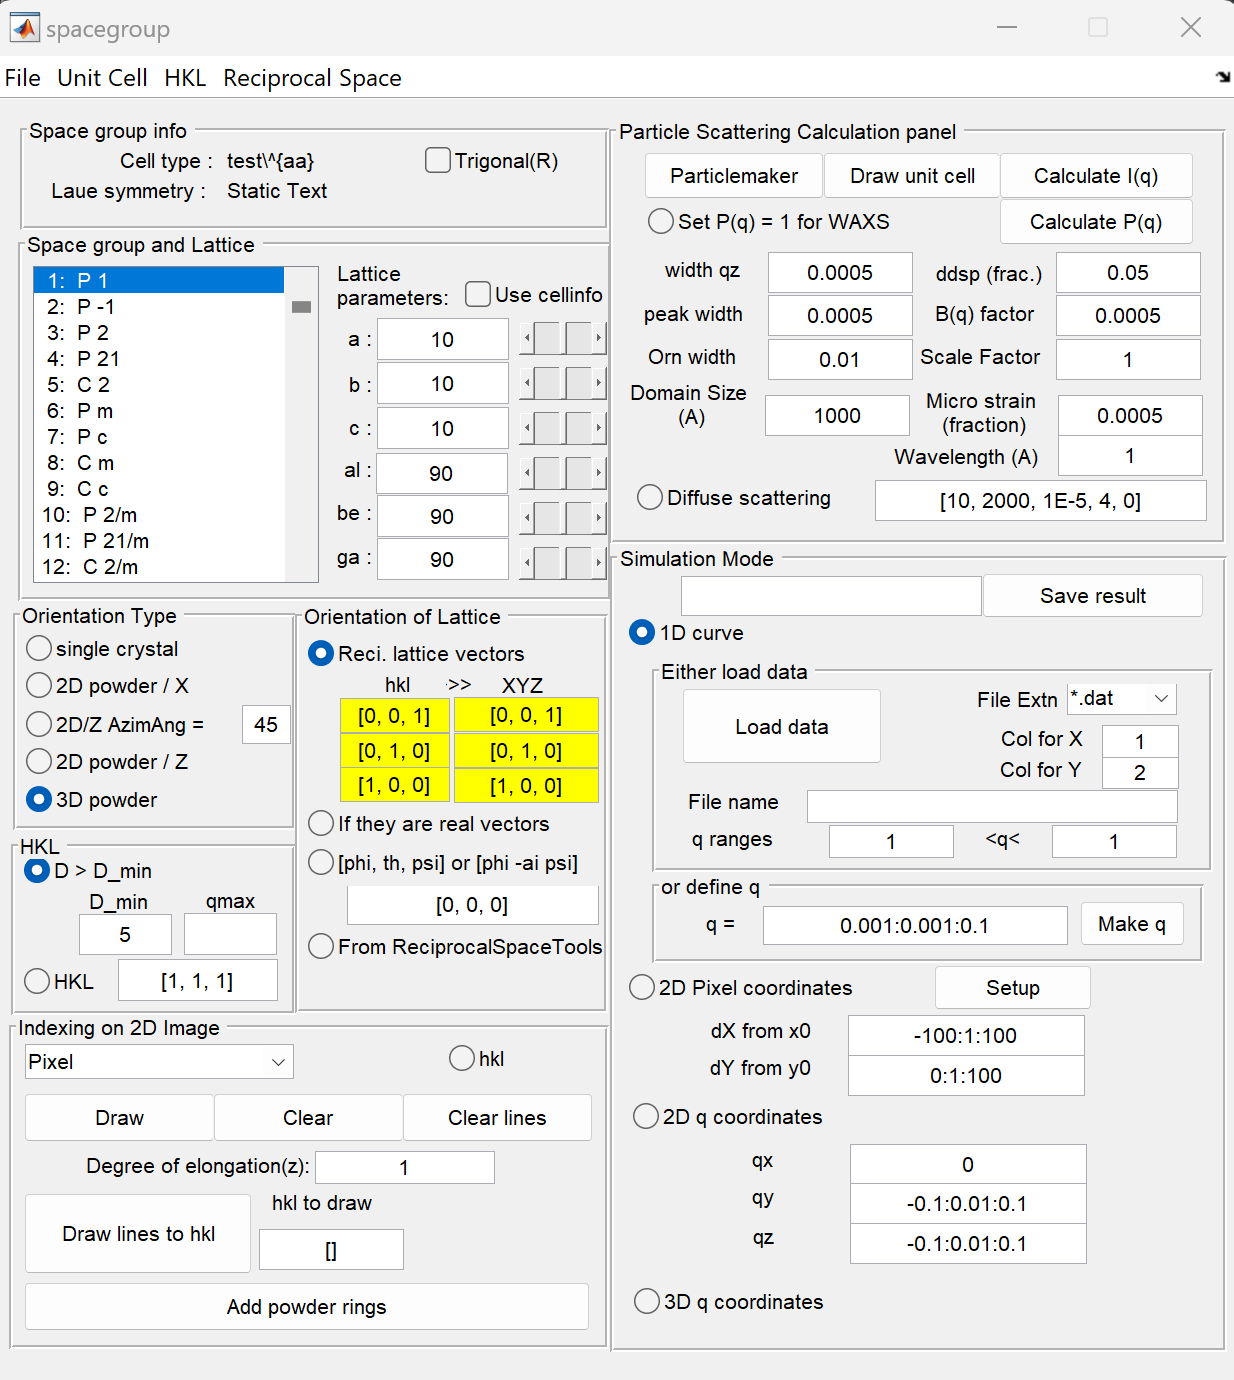 spacegroup
File Unit Cell HKL Reciprocal Space
Space group info
Cell type : test\^{aa}
Trigonal(R)
Laue symmetry : Static Text
Space group and Lattice
1: P 1
2: P -1
3: P 2
4: P 21
5: C 2
6: P m
7: P c
8: C m
9: C c
10: P 2/m
11: P 21/m
12: C 2/m
Lattice
parameters:
Use cellinfo
a : 10
b : 10
c : 10
al : 90
be : 90
ga : 90
Orientation Type
single crystal
2D powder / X
2D/Z AzimAng = 45
2D powder / Z
3D powder
HKL
D > D_min
D_min qmax
5
HKL [1, 1, 1]
Orientation of Lattice
Reci. lattice vectors
hkl >> XYZ
[0, 0, 1] [0, 0, 1]
[0, 1, 0] [0, 1, 0]
[1, 0, 0] [1, 0, 0]
If they are real vectors
[phi, th, psi] or [phi -ai psi]
[0, 0, 0]
From ReciprocalSpaceTools
Indexing on 2D Image
Pixel
hkl
Draw Clear Clear lines
Degree of elongation(z): 1
Draw lines to hkl
hkl to draw
[]
Add powder rings
Particle Scattering Calculation panel
Particlemaker Draw unit cell Calculate I(q)
Set P(q) = 1 for WAXS Calculate P(q)
width qz 0.0005 ddsp (frac.) 0.05
peak width 0.0005 B(q) factor 0.0005
Orn width 0.01 Scale Factor 1
Domain Size
(A)
1000
Micro strain
(fraction)
0.0005
Wavelength (A) 1
Diffuse scattering [10, 2000, 1E-5, 4, 0]
Simulation Mode
Save result
1D curve
Either load data
Load data
File Extn *.dat
Col for X 1
Col for Y 2
File name
q ranges 1 <q< 1
or define q
q = 0.001:0.001:0.1 Make q
2D Pixel coordinates Setup
dX from x0 -100:1:100
dY from y0 0:1:100
2D q coordinates
qx 0
qy -0.1:0.01:0.1
qz -0.1:0.01:0.1
3D q coordinates